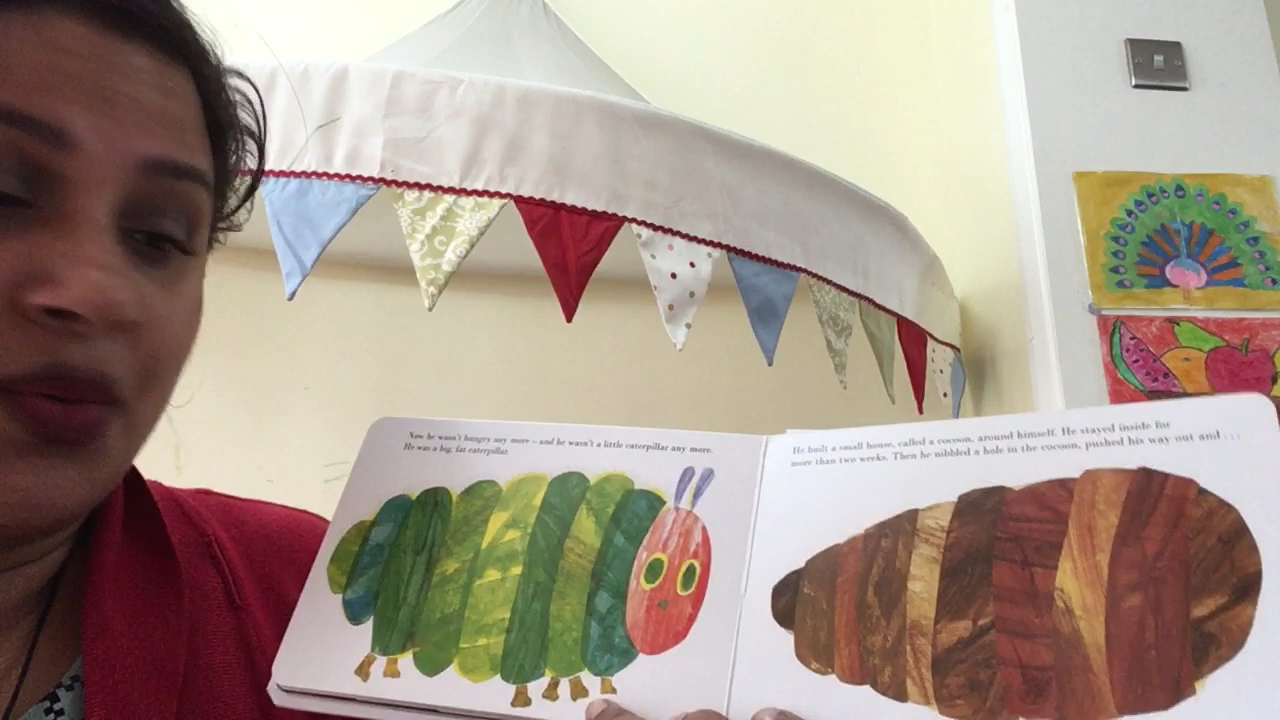 Now he wasn't hungry any more – and he wasn't a little caterpillar any more.
He was a big, fat caterpillar.
He built a small house, called a cocoon, around himself. He stayed inside for
more than two weeks. Then he nibbled a hole in the cocoon, pushed his way out and . . .